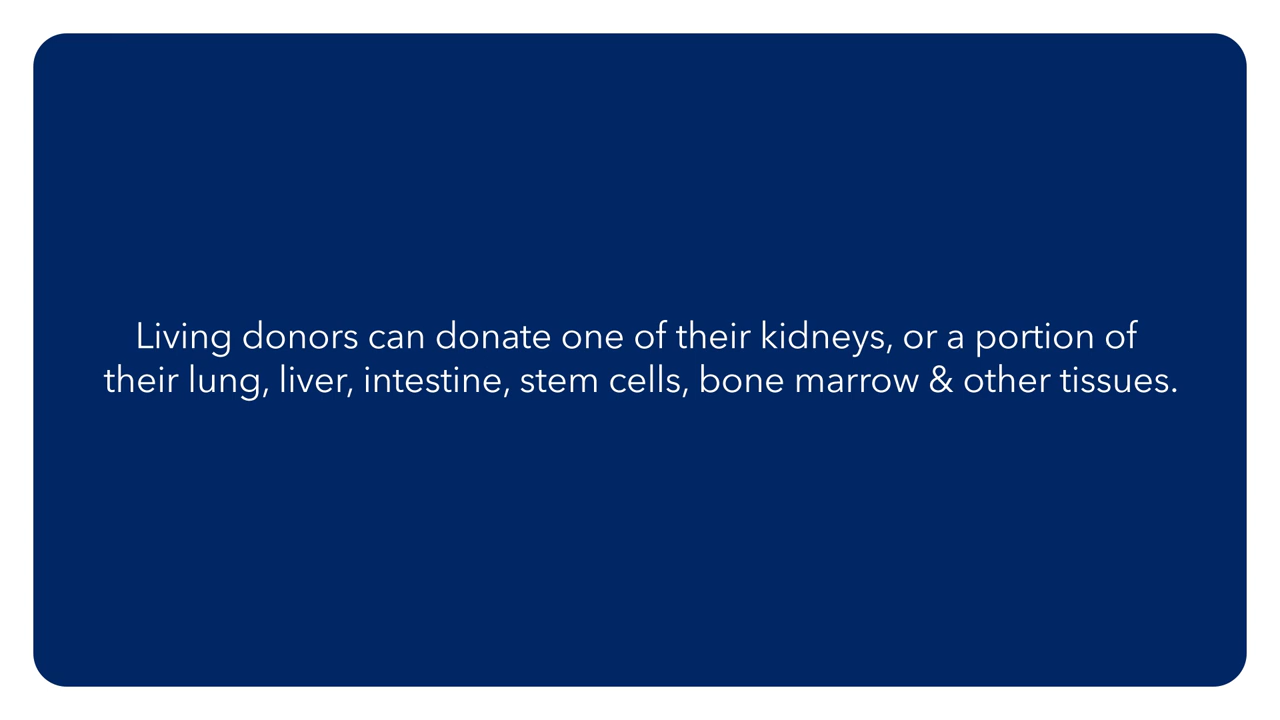 Living donors can donate one of their kidneys, or a portion of
their lung, liver, intestine, stem cells, bone marrow & other tissues.